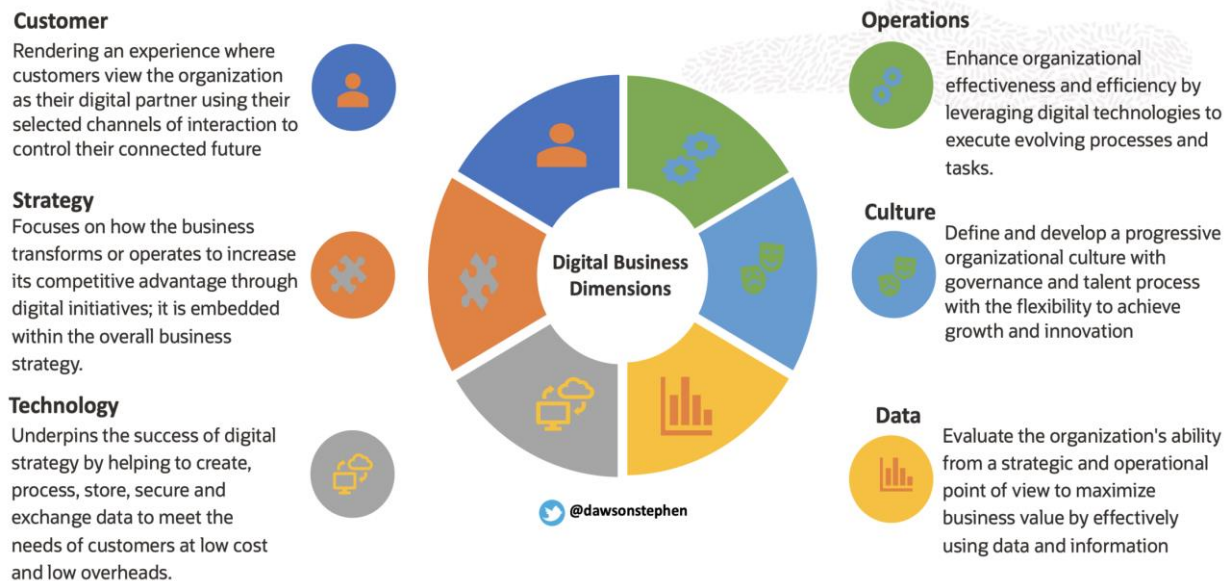 Customer
Rendering an experience where
customers view the organization
as their digital partner using their
selected channels of interaction to
control their connected future
Strategy
Focuses on how the business
transforms or operates to increase
its competitive advantage through
digital initiatives; it is embedded
within the overall business
strategy.
Technology
Underpins the success of digital
strategy by helping to create,
process, store, secure and
exchange data to meet the
needs of customers at low cost
and low overheads.
Digital Business
Dimensions
@dawsonstephen
Operations
Enhance organizational
effectiveness and efficiency by
leveraging digital technologies to
execute evolving processes and
tasks.
Culture
Define and develop a progressive
organizational culture with
governance and talent process
with the flexibility to achieve
growth and innovation
Data
Evaluate the organization's ability
from a strategic and operational
point of view to maximize
business value by effectively
using data and information